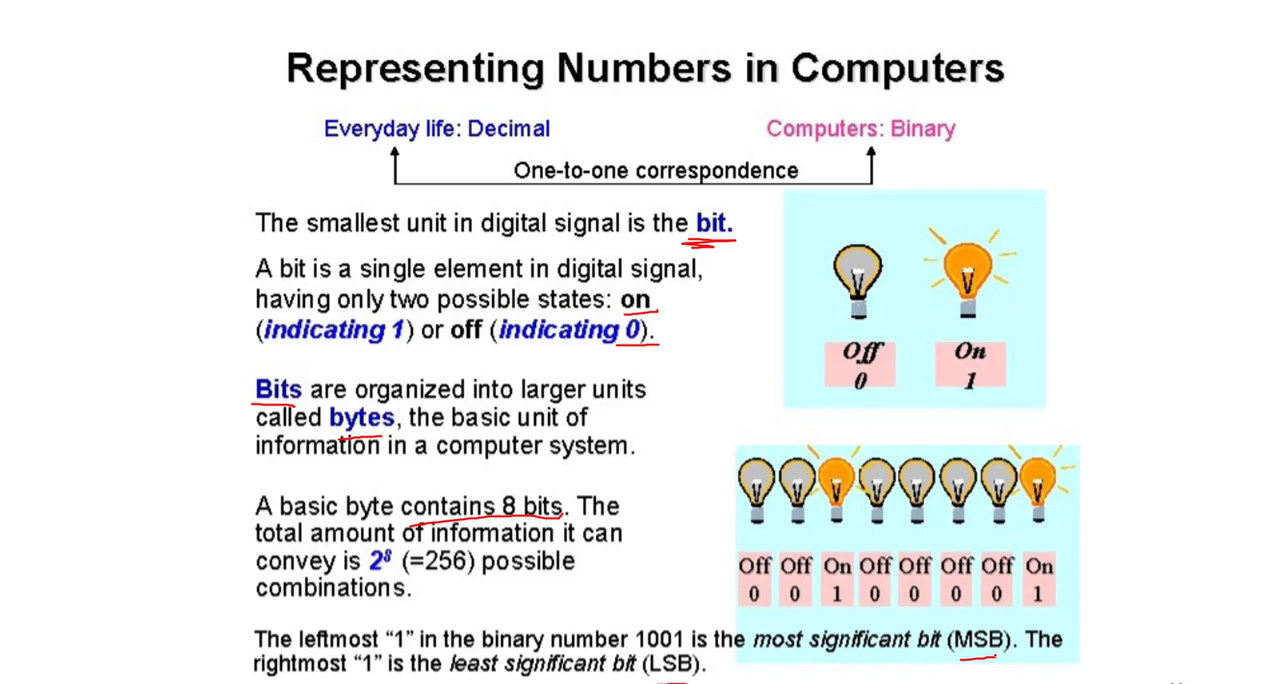 Representing Numbers in Computers
Everyday life: Decimal
Computers: Binary
One-to-one correspondence
The smallest unit in digital signal is the bit.
A bit is a single element in digital signal,
having only two possible states: on
(indicating 1) or off (indicating 0).
Off On
0 1
Bits are organized into larger units
called bytes, the basic unit of
information in a computer system.
A basic byte contains 8 bits. The
total amount of information it can
convey is 2⁸ (=256) possible
combinations.
Off Off On Off Off Off Off On
0 0 1 0 0 0 0 1
The leftmost “1” in the binary number 1001 is the most significant bit (MSB). The
rightmost “1” is the least significant bit (LSB).